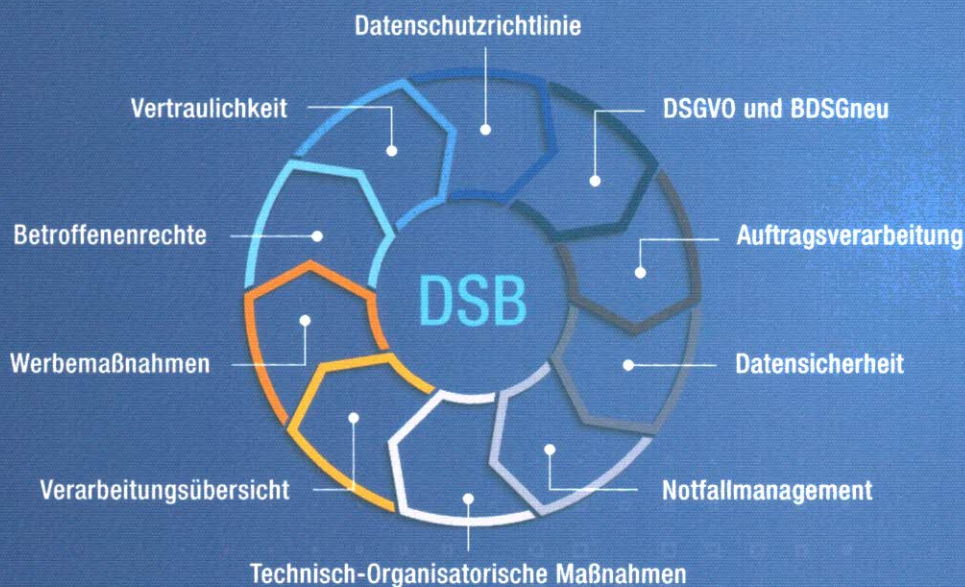 Datenschutzrichtlinie
Vertraulichkeit
DSGVO und BDSGneu
Betroffenenrechte
Auftragsverarbeitung
DSB
Werbemaßnahmen
Datensicherheit
Verarbeitungsübersicht
Notfallmanagement
Technisch-Organisatorische Maßnahmen